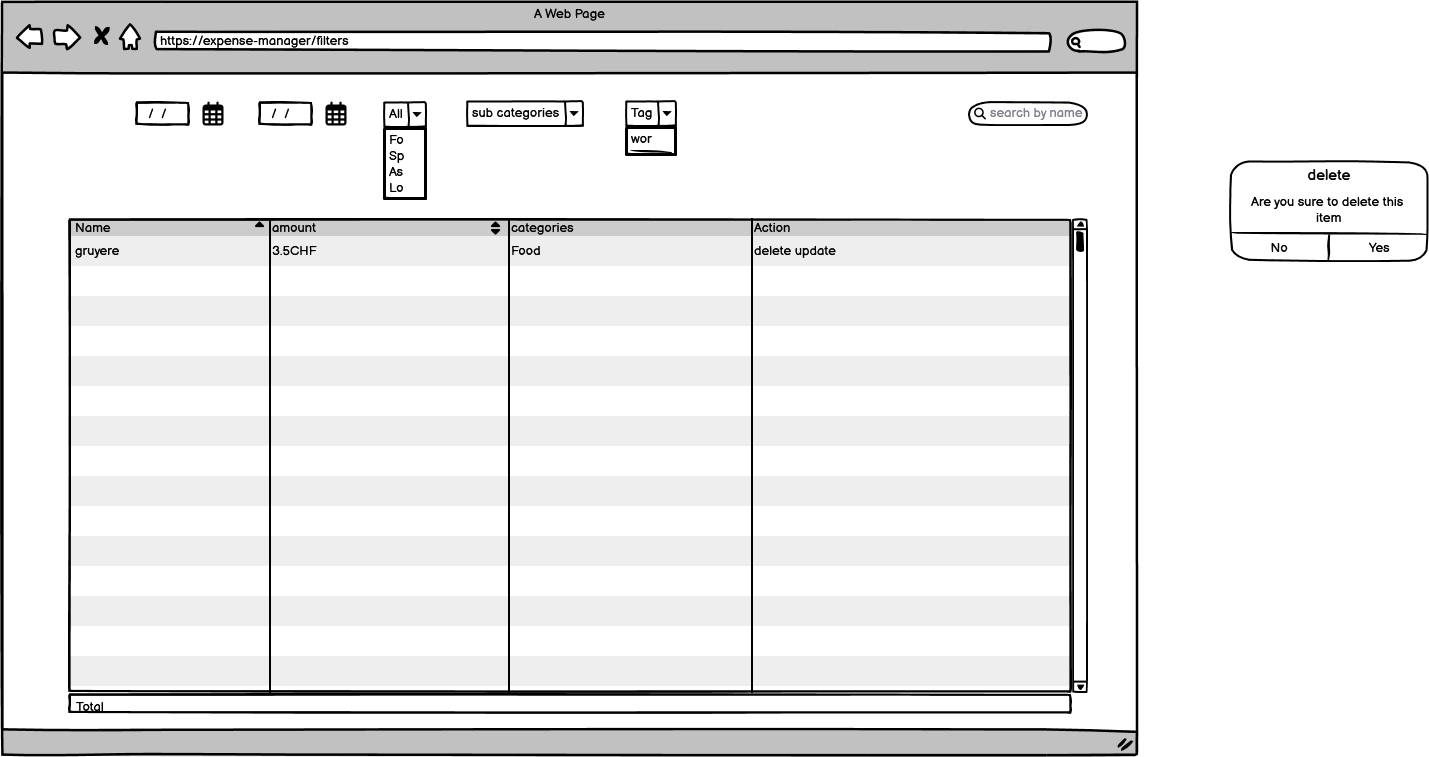 A Web Page
https://expense-manager/filters
/ /
/ /
All
sub categories
Tag
search by name
Fo
Sp
As
Lo
wor
Name amount categories Action
gruyere 3.5CHF Food delete update
Total
delete
Are you sure to delete this
item
No Yes